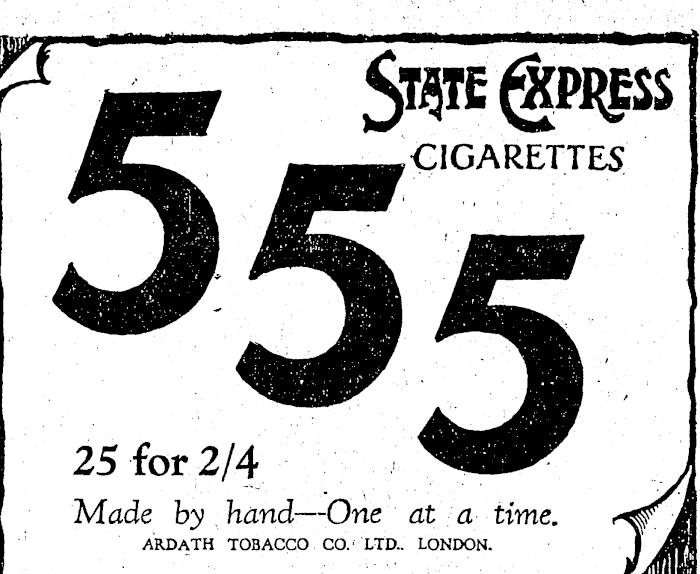 STATE EXPRESS
CIGARETTES
555
25 for 2/4
Made by hand—One at a time.
ARDATH TOBACCO CO. LTD.. LONDON.